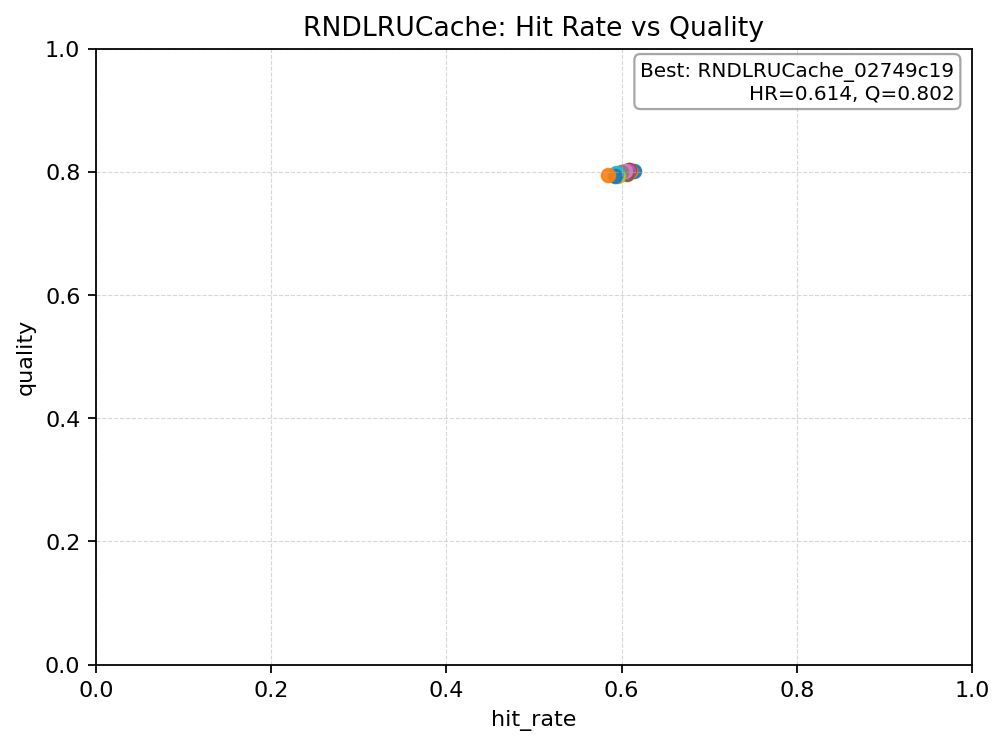 RNDLRUCache: Hit Rate vs Quality
Best: RNDLRUCache_02749c19
HR=0.614, Q=0.802
1.0
0.8
0.6
0.4
0.2
0.0
quality
0.0 0.2 0.4 0.6 0.8 1.0
hit_rate